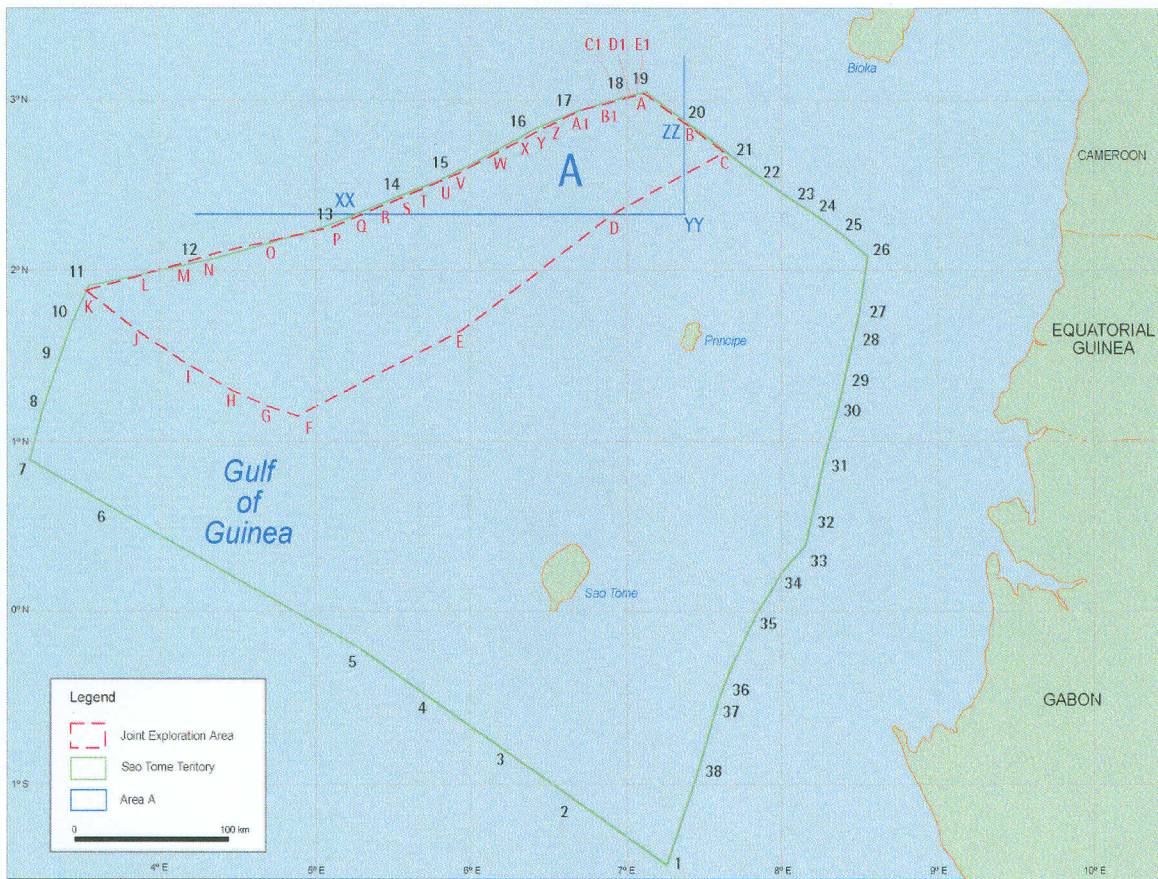 C1 D1 E1
18 19
3° N
17
A
B1
A1
20
Bioka
16
Z
Y
X
ZZ
B
15
W
21
C
CAMEROON
14
V
U
T
A
22
XX
S
R
23
13
Q
P
D
YY
24
25
12
O
26
2° N
11
N
M
L
K
10
27
J
E
Principe
28
EQUATORIAL
GUINEA
9
I
29
8
H
G
F
30
1° N
7
31
Gulf
of
Guinea
6
32
33
34
Sao Tome
0° N
35
5
36
4
37
GABON
3
38
1° S
2
1
Legend
Joint Exploration Area
Sao Tome Teritory
Area A
0 100 km
4° E 5° E 6° E 7° E 8° E 9° E 10° E